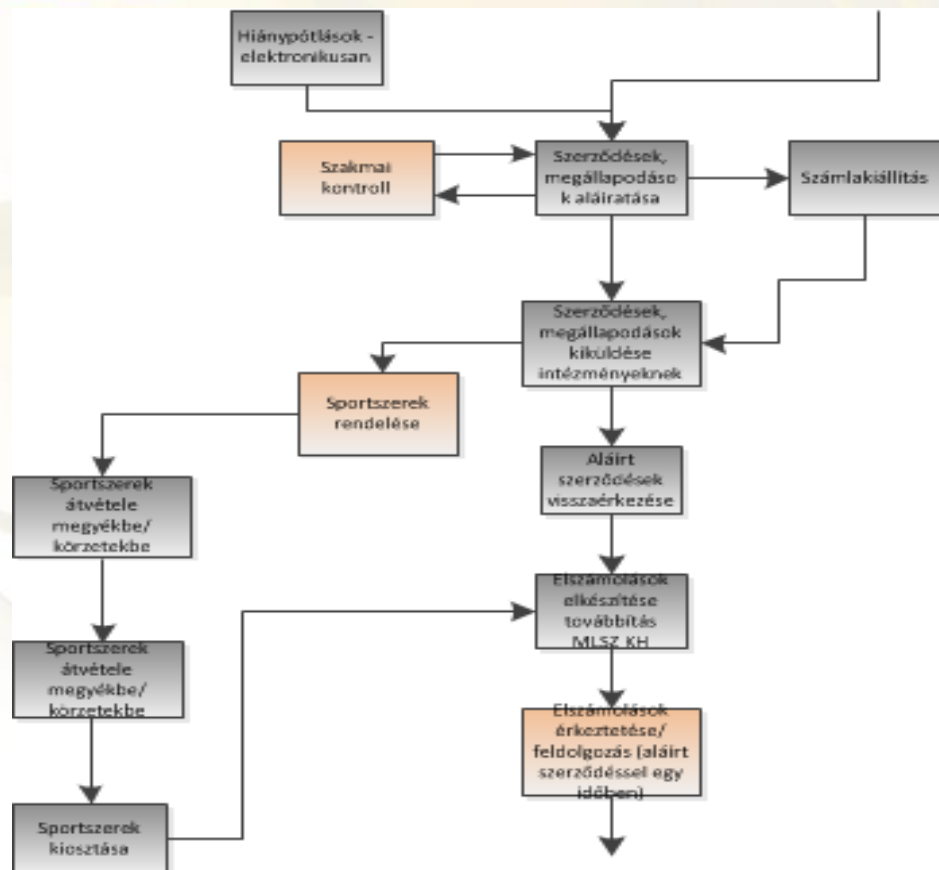 Hiánypótlások -
elektronikusan
Szakmai
kontroll
Szerződések,
megállapodáso
k aláiratása
Számlakiállítás
Szerződések,
megállapodások
kiküldése
intézményeknek
Sportszerek
rendelése
Aláírt
szerződések
visszaérkezése
Sportszerek
átvétele
megyékbe/
körzetekbe
Elszámolások
elkészítése
továbbítás
MLSZ KH
Sportszerek
átvétele
megyékbe/
körzetekbe
Elszámolások
érkeztetése/
feldolgozás (aláírt
szerződéssel egy
időben)
Sportszerek
kiosztása